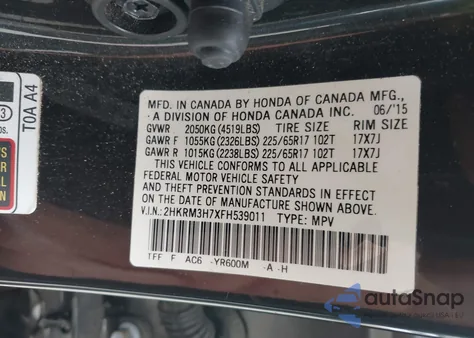 MFD. IN CANADA BY HONDA OF CANADA MFG.,
A DIVISION OF HONDA CANADA INC. 06/'15
GVWR 2050KG (4519LBS) TIRE SIZE RIM SIZE
GAWR F 1055KG (2326LBS) 225/65R17 102T 17X7J
GAWR R 1015KG (2238LBS) 225/65R17 102T 17X7J
THIS VEHICLE CONFORMS TO ALL APPLICABLE
FEDERAL MOTOR VEHICLE SAFETY
AND THEFT PREVENTION STANDARDS IN EFFECT
ON THE DATE OF MANUFACTURE SHOWN ABOVE.
V.I.N.: 2HKRM3H7XFH539011 TYPE: MPV
TFF F AC6 -YR600M -A -H
T0A A4
3
bs.
autoSnap